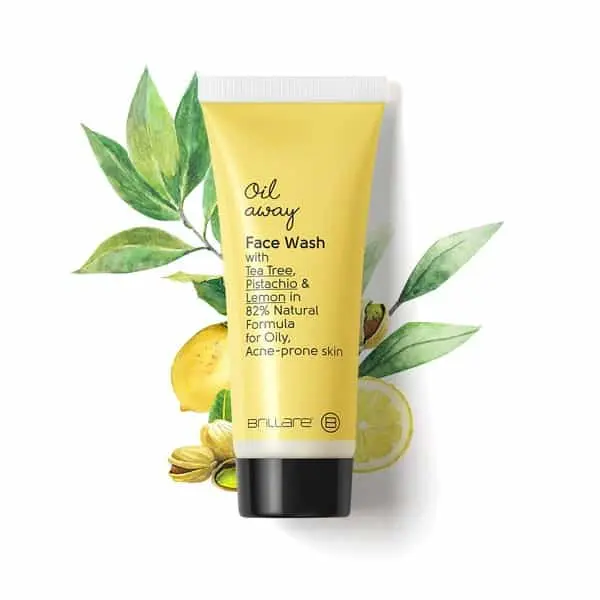 Oil
away
Face Wash
with
Tea Tree,
Pistachio &
Lemon in
82% Natural
Formula
for Oily,
Acne-prone skin
Brillare® B